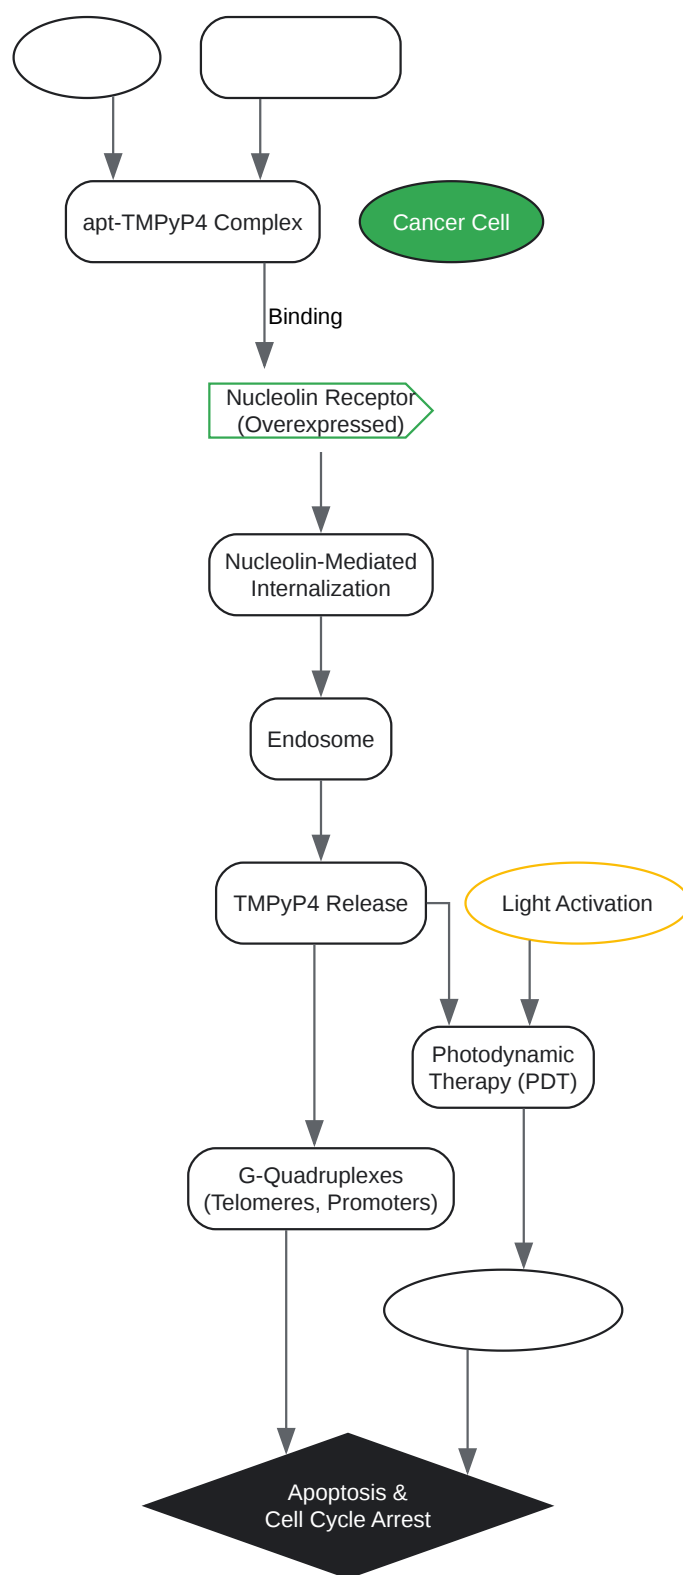 apt-TMPyP4 Complex
Cancer Cell
Binding
Nucleolin Receptor
(Overexpressed)
Nucleolin-Mediated
Internalization
Endosome
TMPyP4 Release
Light Activation
Photodynamic
Therapy (PDT)
G-Quadruplexes
(Telomeres, Promoters)
Apoptosis &
Cell Cycle Arrest